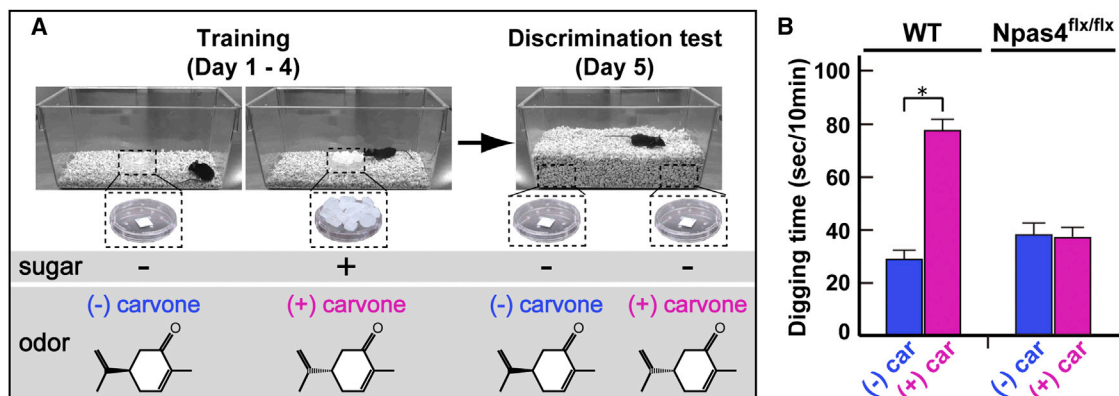 A
Training
(Day 1 - 4)
Discrimination test
(Day 5)
sugar
-
+
-
-
odor
(-) carvone
(+) carvone
(-) carvone
(+) carvone
O
O
O
O
B
WT
Npas4flx/flx
Digging time (sec/10min)
100
80
80
40
20
0
*
(-) car
(+) car
(-) car
(+) car